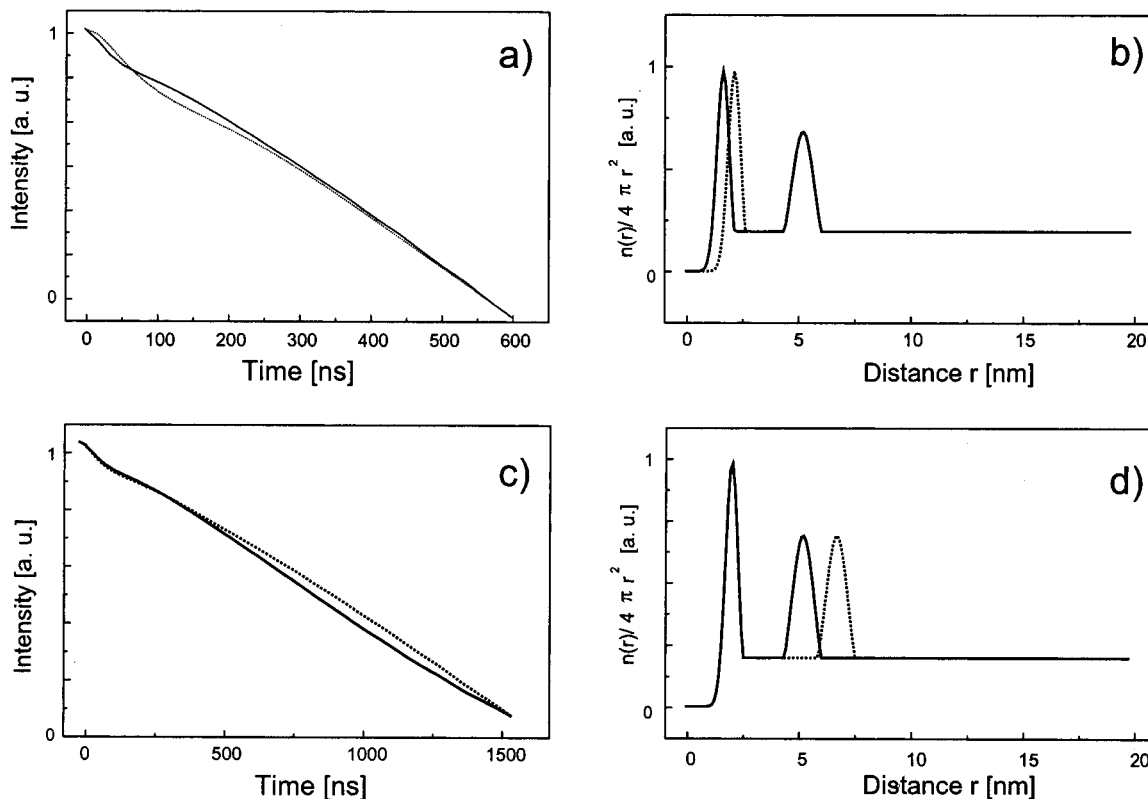 a)
Intensity [a. u.]
1
0
0 100 200 300 400 500 600
Time [ns]
b)
n(r)/ 4 π r² [a. u.]
1
0
0 5 10 15 20
Distance r [nm]
c)
Intensity [a. u.]
1
0
0 500 1000 1500
Time [ns]
d)
n(r)/ 4 π r² [a. u.]
1
0
0 5 10 15 20
Distance r [nm]